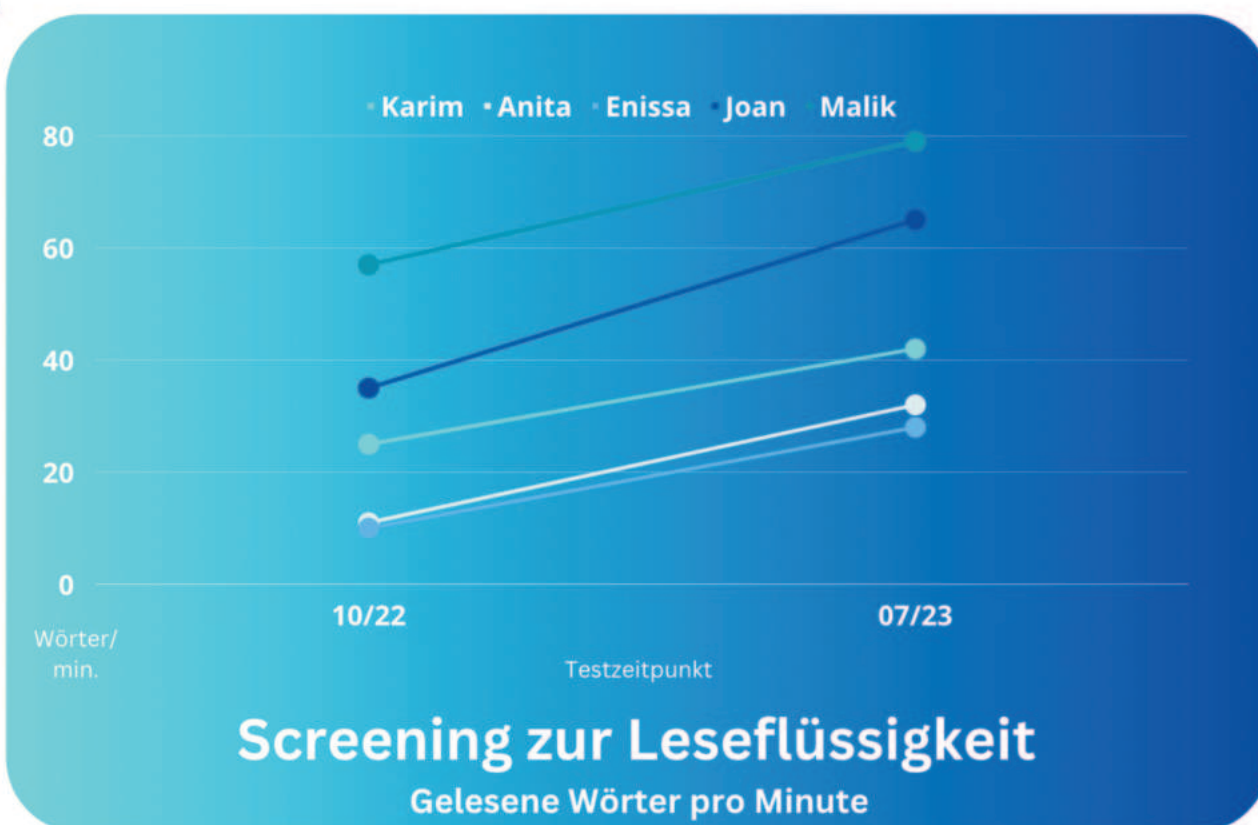 Karim Anita Enissa Joan Malik
80
60
40
20
0
10/22 07/23
Wörter/
min.
Testzeitpunkt
Screening zur Leseflüssigkeit
Gelesene Wörter pro Minute